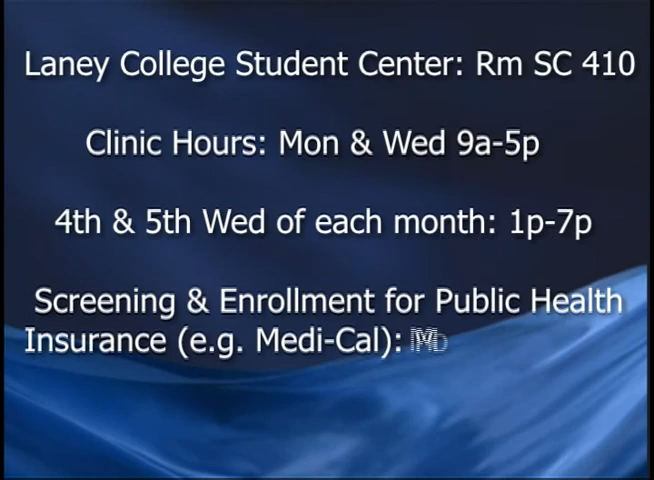 Laney College Student Center: Rm SC 410
Clinic Hours: Mon & Wed 9a-5p
4th & 5th Wed of each month: 1p-7p
Screening & Enrollment for Public Health
Insurance (e.g. Medi-Cal):